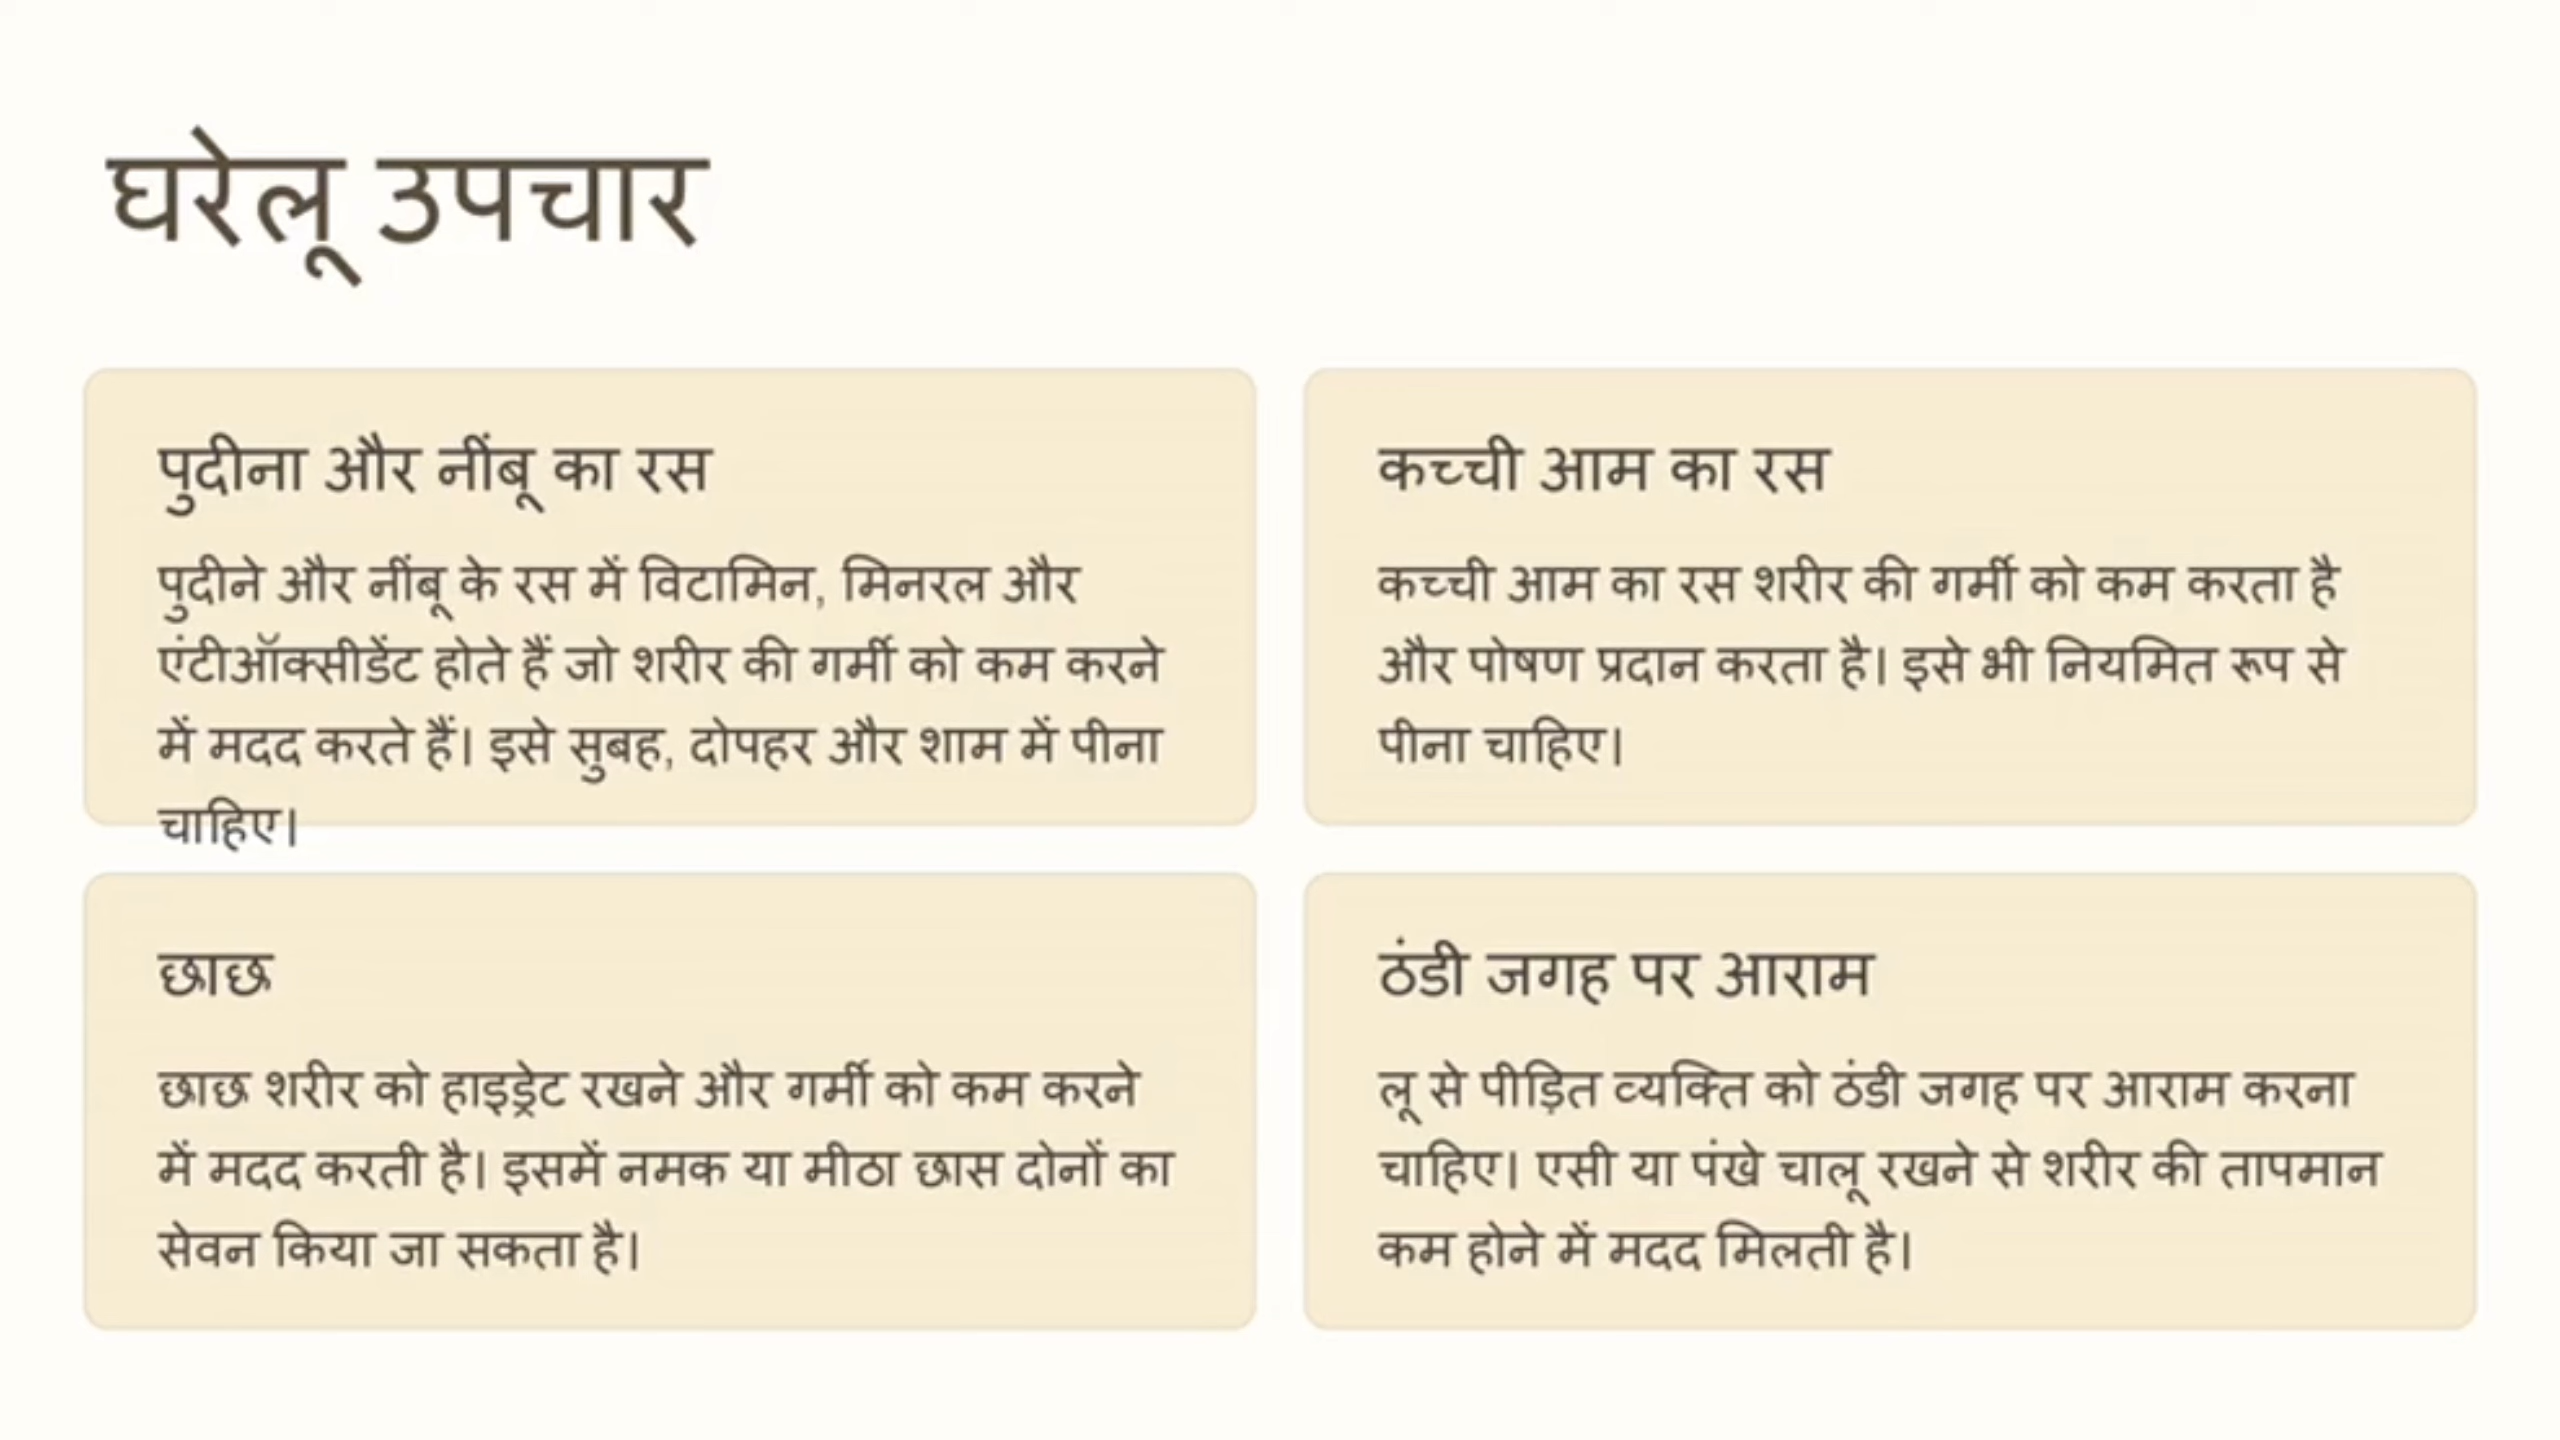 घरेलू उपचार
पुदीना और नींबू का रस
पुदीने और नींबू के रस में विटामिन, मिनरल और
एंटीऑक्सीडेंट होते हैं जो शरीर की गर्मी को कम करने
में मदद करते हैं। इसे सुबह, दोपहर और शाम में पीना
चाहिए।
कच्ची आम का रस
कच्ची आम का रस शरीर की गर्मी को कम करता है
और पोषण प्रदान करता है। इसे भी नियमित रूप से
पीना चाहिए।
छाछ
छाछ शरीर को हाइड्रेट रखने और गर्मी को कम करने
में मदद करती है। इसमें नमक या मीठा छास दोनों का
सेवन किया जा सकता है।
ठंडी जगह पर आराम
लू से पीड़ित व्यक्ति को ठंडी जगह पर आराम करना
चाहिए। एसी या पंखे चालू रखने से शरीर की तापमान
कम होने में मदद मिलती है।